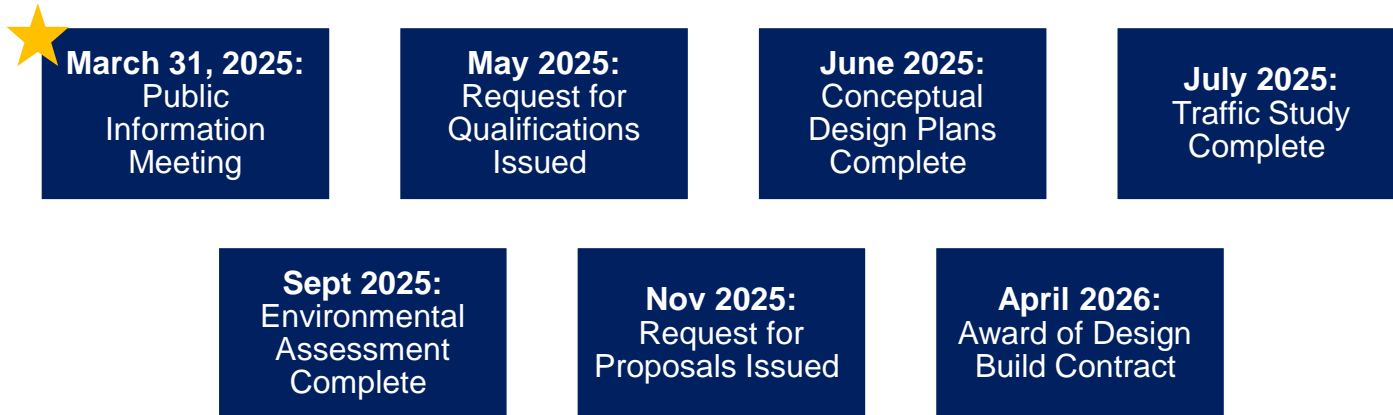 March 31, 2025:
Public
Information
Meeting
May 2025:
Request for
Qualifications
Issued
June 2025:
Conceptual
Design Plans
Complete
July 2025:
Traffic Study
Complete
Sept 2025:
Environmental
Assessment
Complete
Nov 2025:
Request for
Proposals Issued
April 2026:
Award of Design
Build Contract